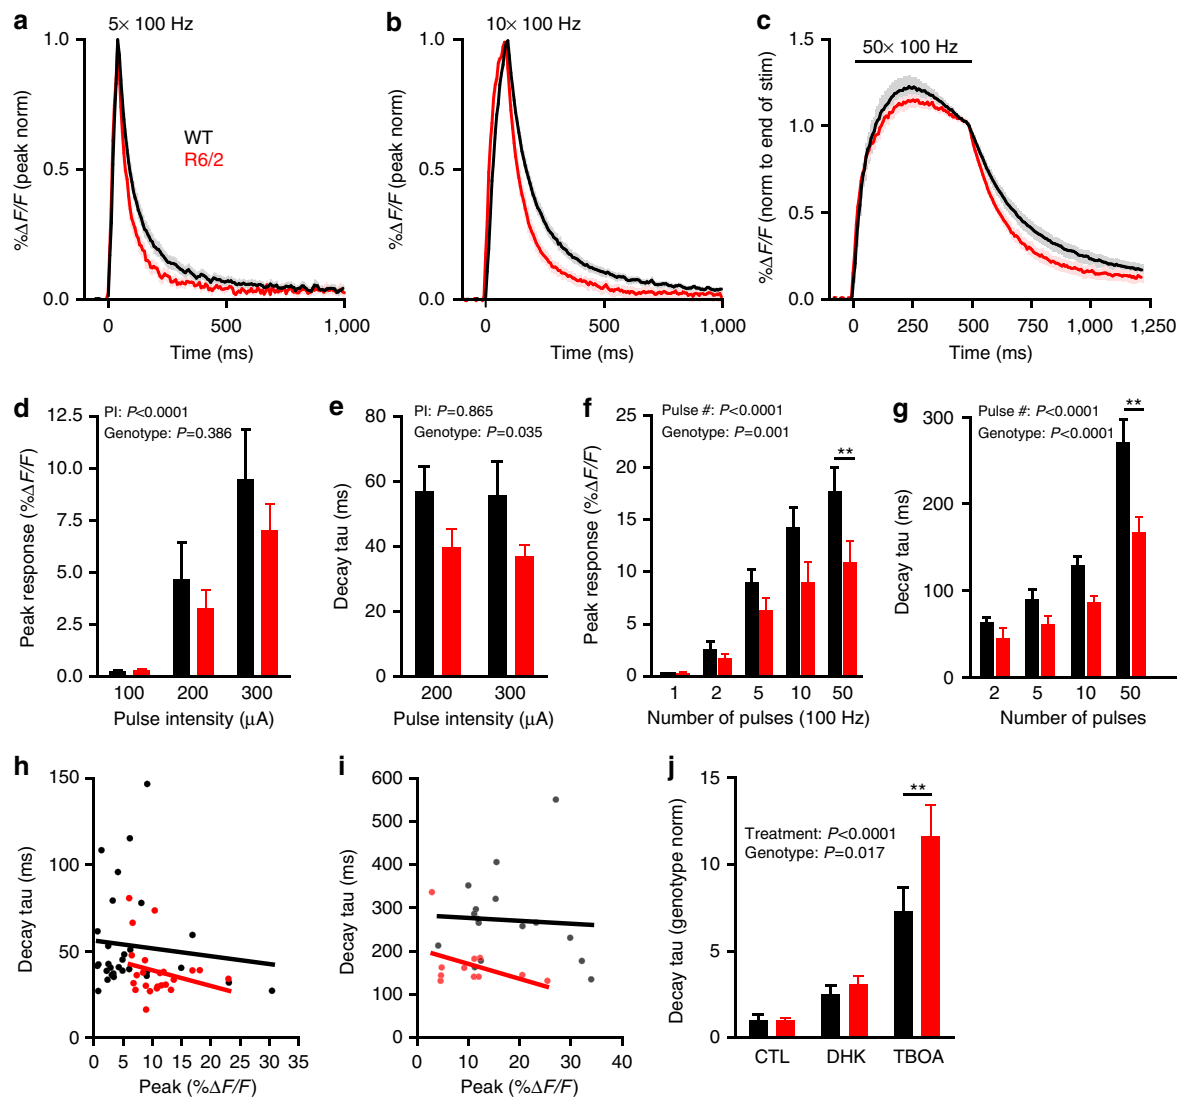 a
5× 100 Hz
%ΔF/F (peak norm)
1.0
0.5
0.0
WT
R6/2
0
500
1,000
Time (ms)
b
10× 100 Hz
%ΔF/F (peak norm)
1.0
0.5
0.0
0
500
1,000
Time (ms)
c
50× 100 Hz
%ΔF/F (norm to end of stim)
1.5
1.0
0.5
0.0
0
250
500
750
1,000
1,250
Time (ms)
d
PI: P<0.0001
Genotype: P=0.386
Peak response (%ΔF/F)
12.5
10.0
7.5
5.0
2.5
0.0
100
200
300
Pulse intensity (µA)
e
PI: P=0.865
Genotype: P=0.035
Decay tau (ms)
80
60
40
20
0
200
300
Pulse intensity (µA)
f
Pulse #: P<0.0001
Genotype: P=0.001
**
Peak response (%ΔF/F)
25
20
15
10
5
0
1
2
5
10
50
Number of pulses (100 Hz)
g
Pulse #: P<0.0001
Genotype: P<0.0001
**
Decay tau (ms)
300
200
100
0
2
5
10
50
Number of pulses
h
Decay tau (ms)
150
100
50
0
0
5
10
15
20
25
30
35
Peak (%ΔF/F)
i
Decay tau (ms)
600
500
400
300
200
100
0
0
10
20
30
40
Peak (%ΔF/F)
j
Treatment: P<0.0001
Genotype: P=0.017
**
Decay tau (genotype norm)
15
10
5
0
CTL
DHK
TBOA